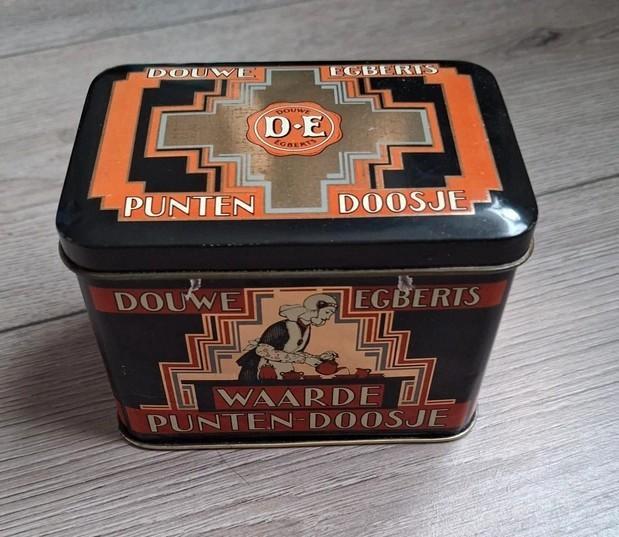 DOUWE EGBERTS
DOUWE
D·E
EGBERTS
PUNTEN DOOSJE
DOUWE EGBERTS
WAARDE
PUNTEN-DOOSJE